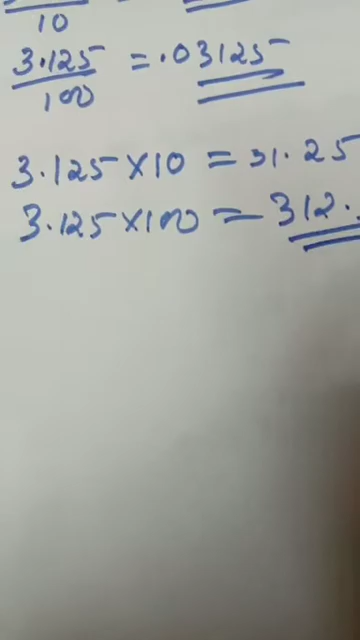 10
3.125
100
= .03125
3.125 × 10 = 31.25
3.125 × 100 = 312.